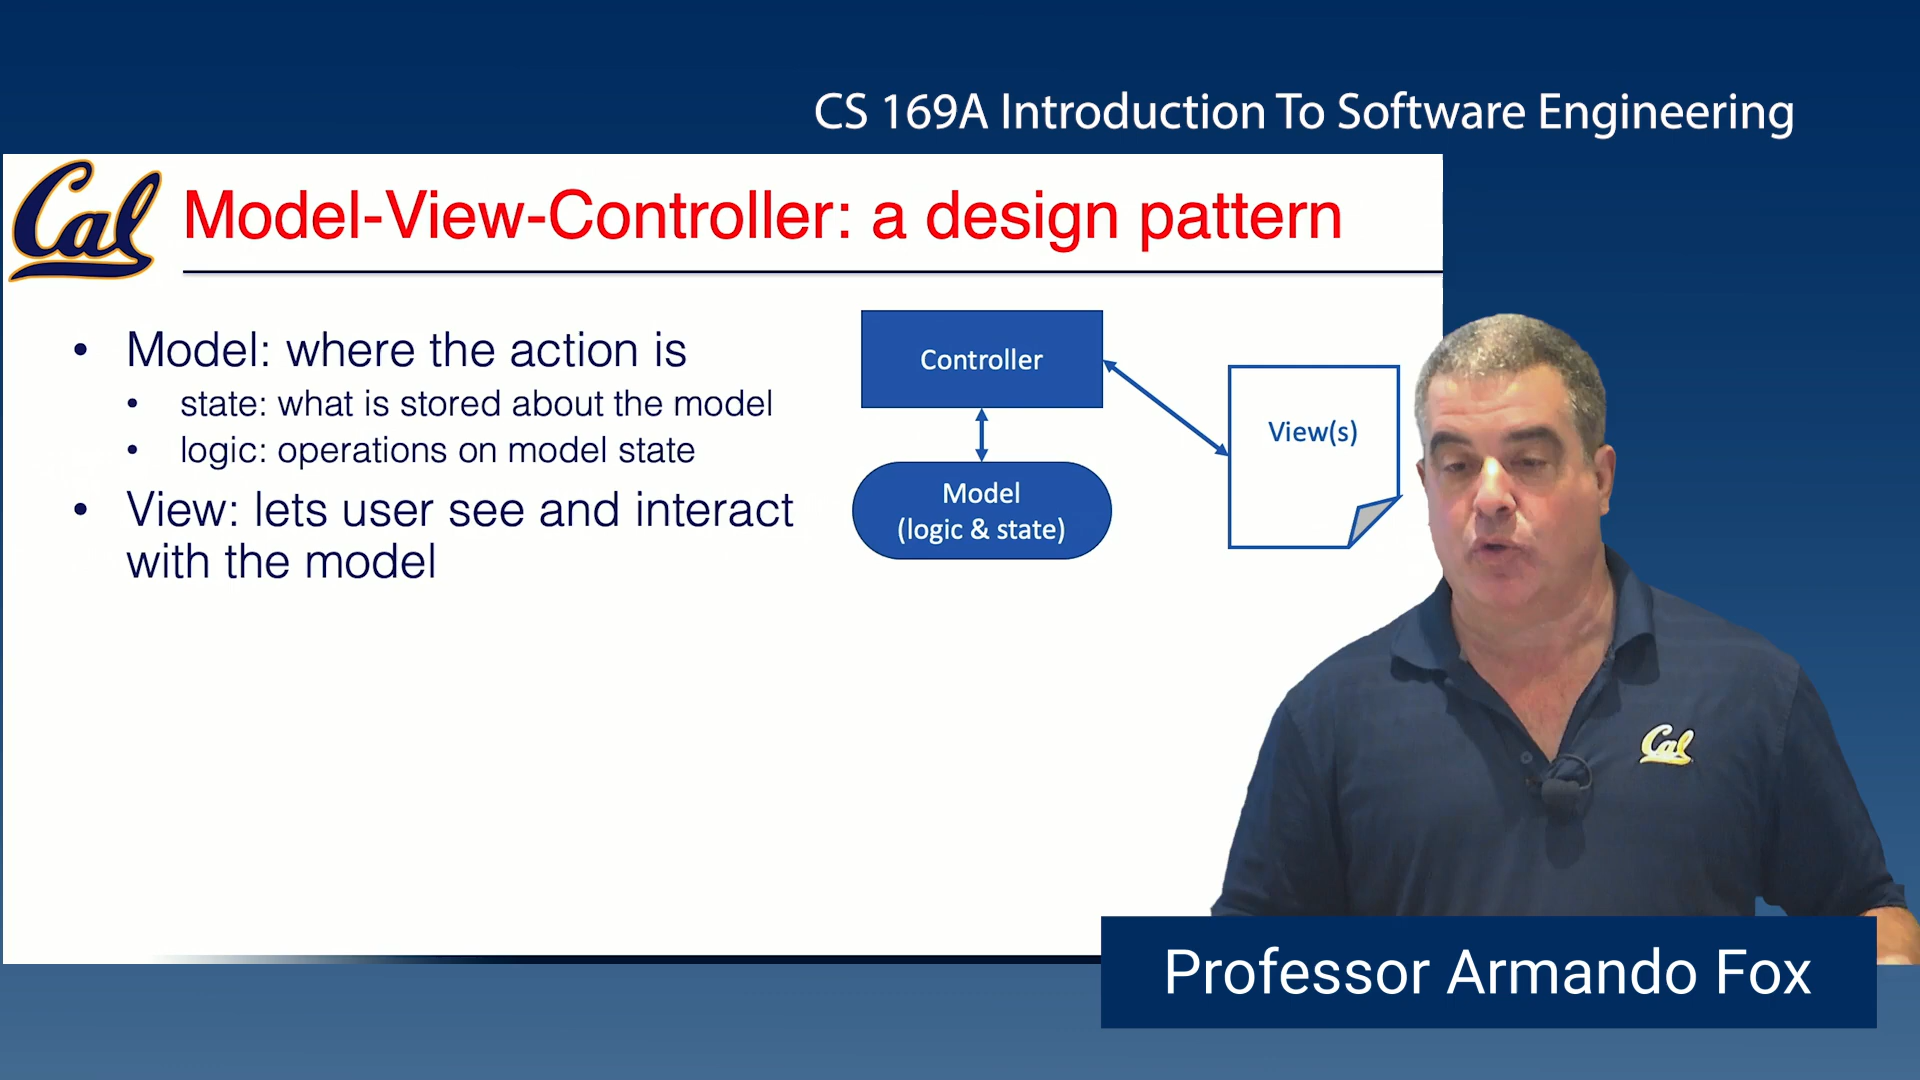 CS 169A Introduction To Software Engineering
Cal
Model-View-Controller: a design pattern
• Model: where the action is
• state: what is stored about the model
• logic: operations on model state
• View: lets user see and interact
with the model
Controller
Model
(logic & state)
View(s)
Cal
Professor Armando Fox